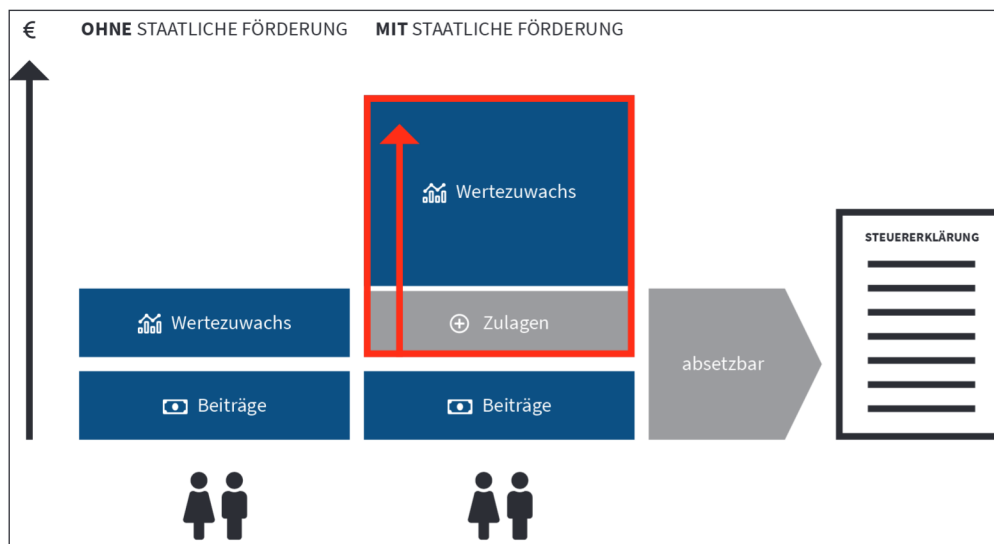 €
OHNE STAATLICHE FÖRDERUNG
MIT STAATLICHE FÖRDERUNG
Wertezuwachs
Wertezuwachs
Zulagen
Beiträge
Beiträge
absetzbar
STEUERERKLÄRUNG